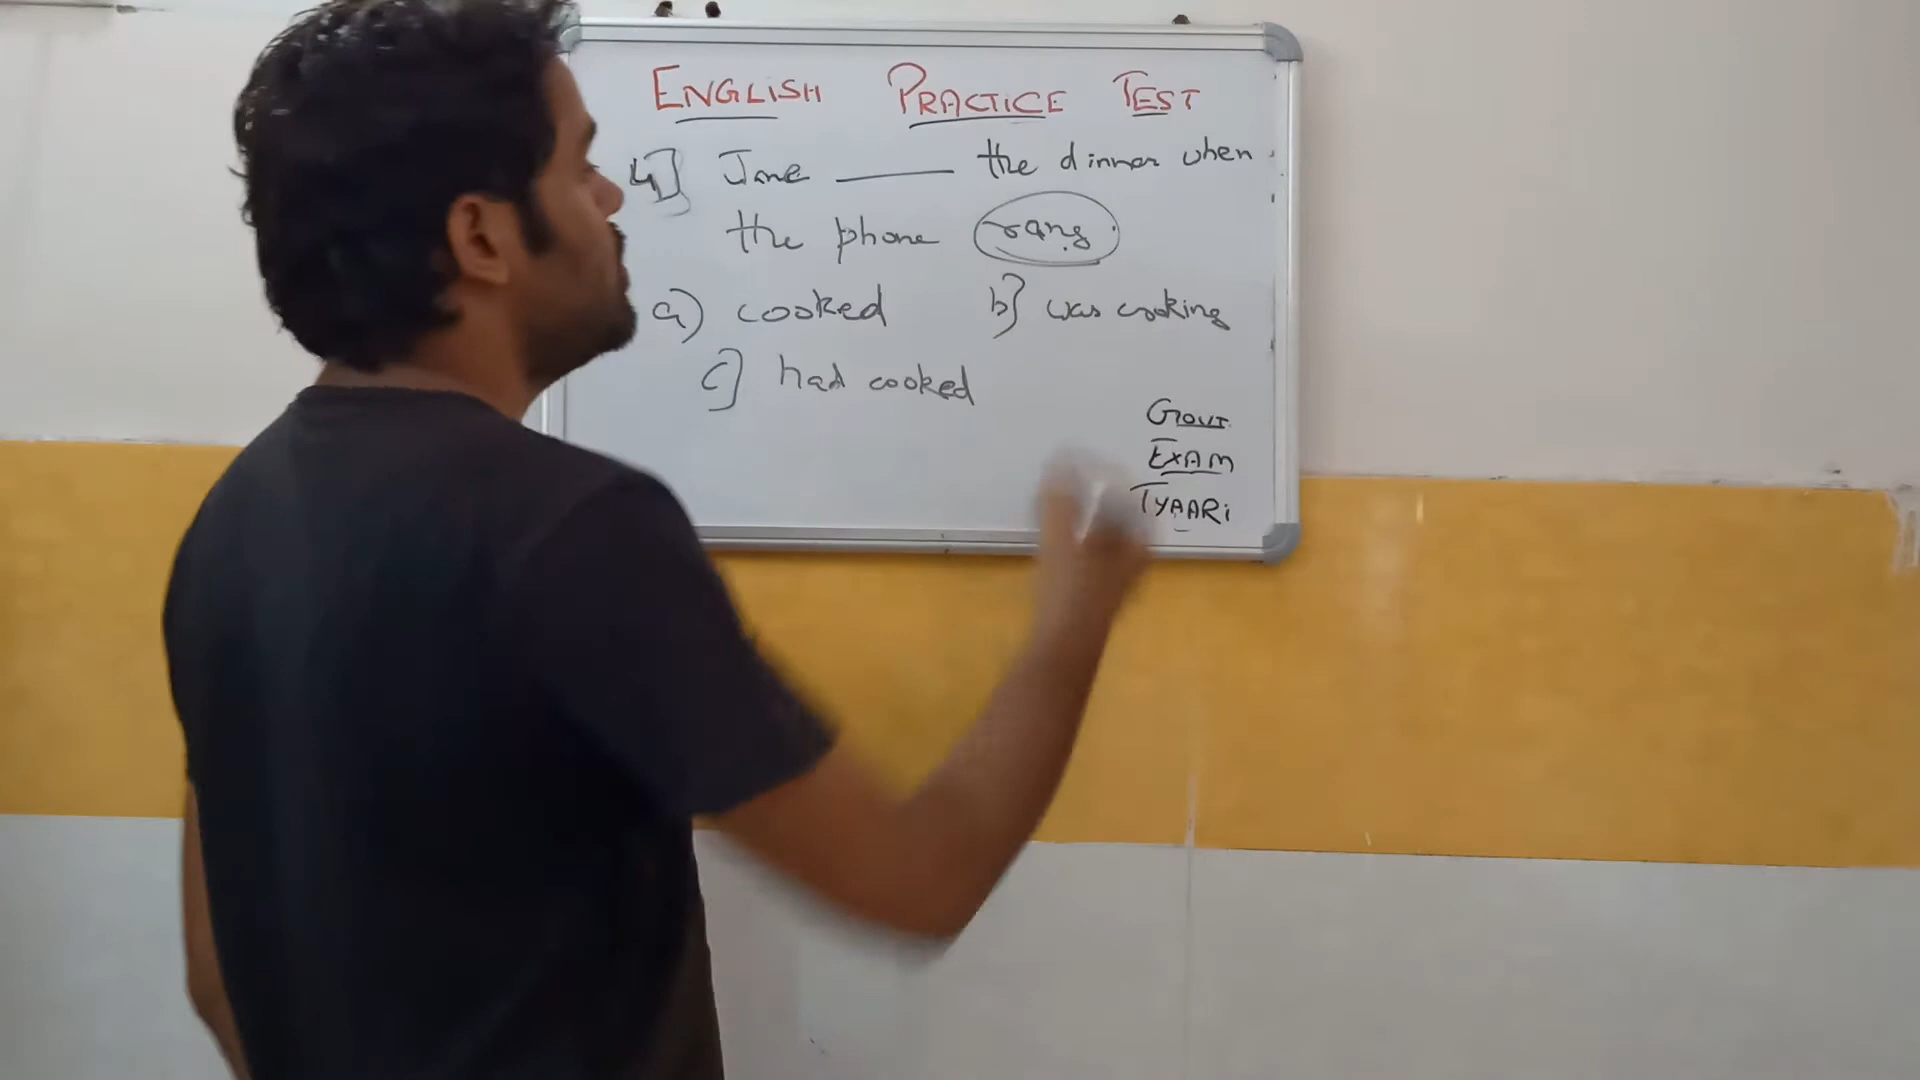 ENGLISH PRACTICE TEST
4] Jane ____ the dinner when
the phone rang.
a) cooked b] was cooking
c] had cooked
GOVT
EXAM
TYAARi